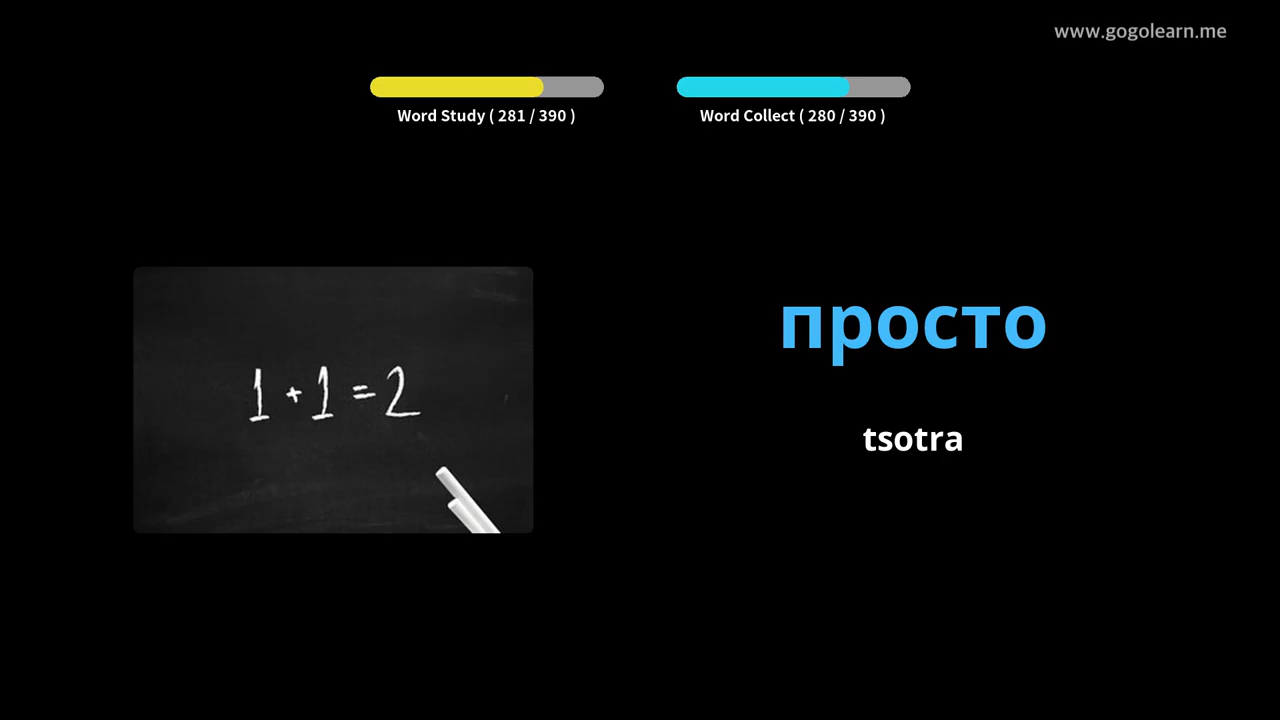 www.gogolearn.me
Word Study ( 281 / 390 )
Word Collect ( 280 / 390 )
1 + 1 = 2
просто
tsotra